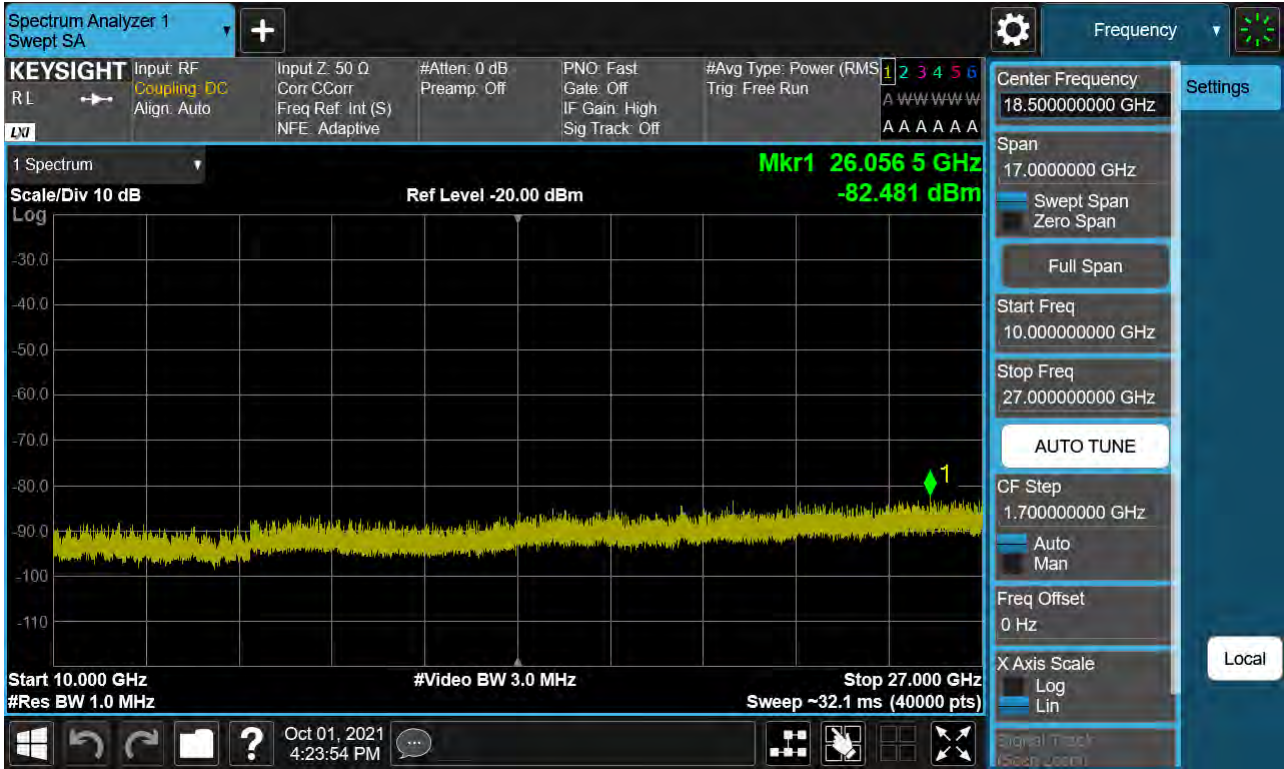 Spectrum Analyzer 1
Swept SA
Frequency
KEYSIGHT
R L
LXI
Input: RF
Coupling: DC
Align: Auto
Input Z: 50 Ω
Corr CCorr
Freq Ref: Int (S)
NFE: Adaptive
#Atten: 0 dB
Preamp: Off
PNO: Fast
Gate: Off
IF Gain: High
Sig Track: Off
#Avg Type: Power (RMS
Trig: Free Run
1 2 3 4 5 6
A W W W W W
A A A A A A
1 Spectrum
Mkr1 26.056 5 GHz
-82.481 dBm
Scale/Div 10 dB
Ref Level -20.00 dBm
Log
-30.0
-40.0
-50.0
-60.0
-70.0
-80.0
-90.0
-100
-110
1
Start 10.000 GHz
#Video BW 3.0 MHz
Stop 27.000 GHz
#Res BW 1.0 MHz
Sweep ~32.1 ms (40000 pts)
Center Frequency
18.500000000 GHz
Settings
Span
17.0000000 GHz
Swept Span
Zero Span
Full Span
Start Freq
10.000000000 GHz
Stop Freq
27.000000000 GHz
AUTO TUNE
CF Step
1.700000000 GHz
Auto
Man
Freq Offset
0 Hz
X Axis Scale
Log
Lin
Local
Signal Track
(Span Zoom)
?
Oct 01, 2021
4:23:54 PM